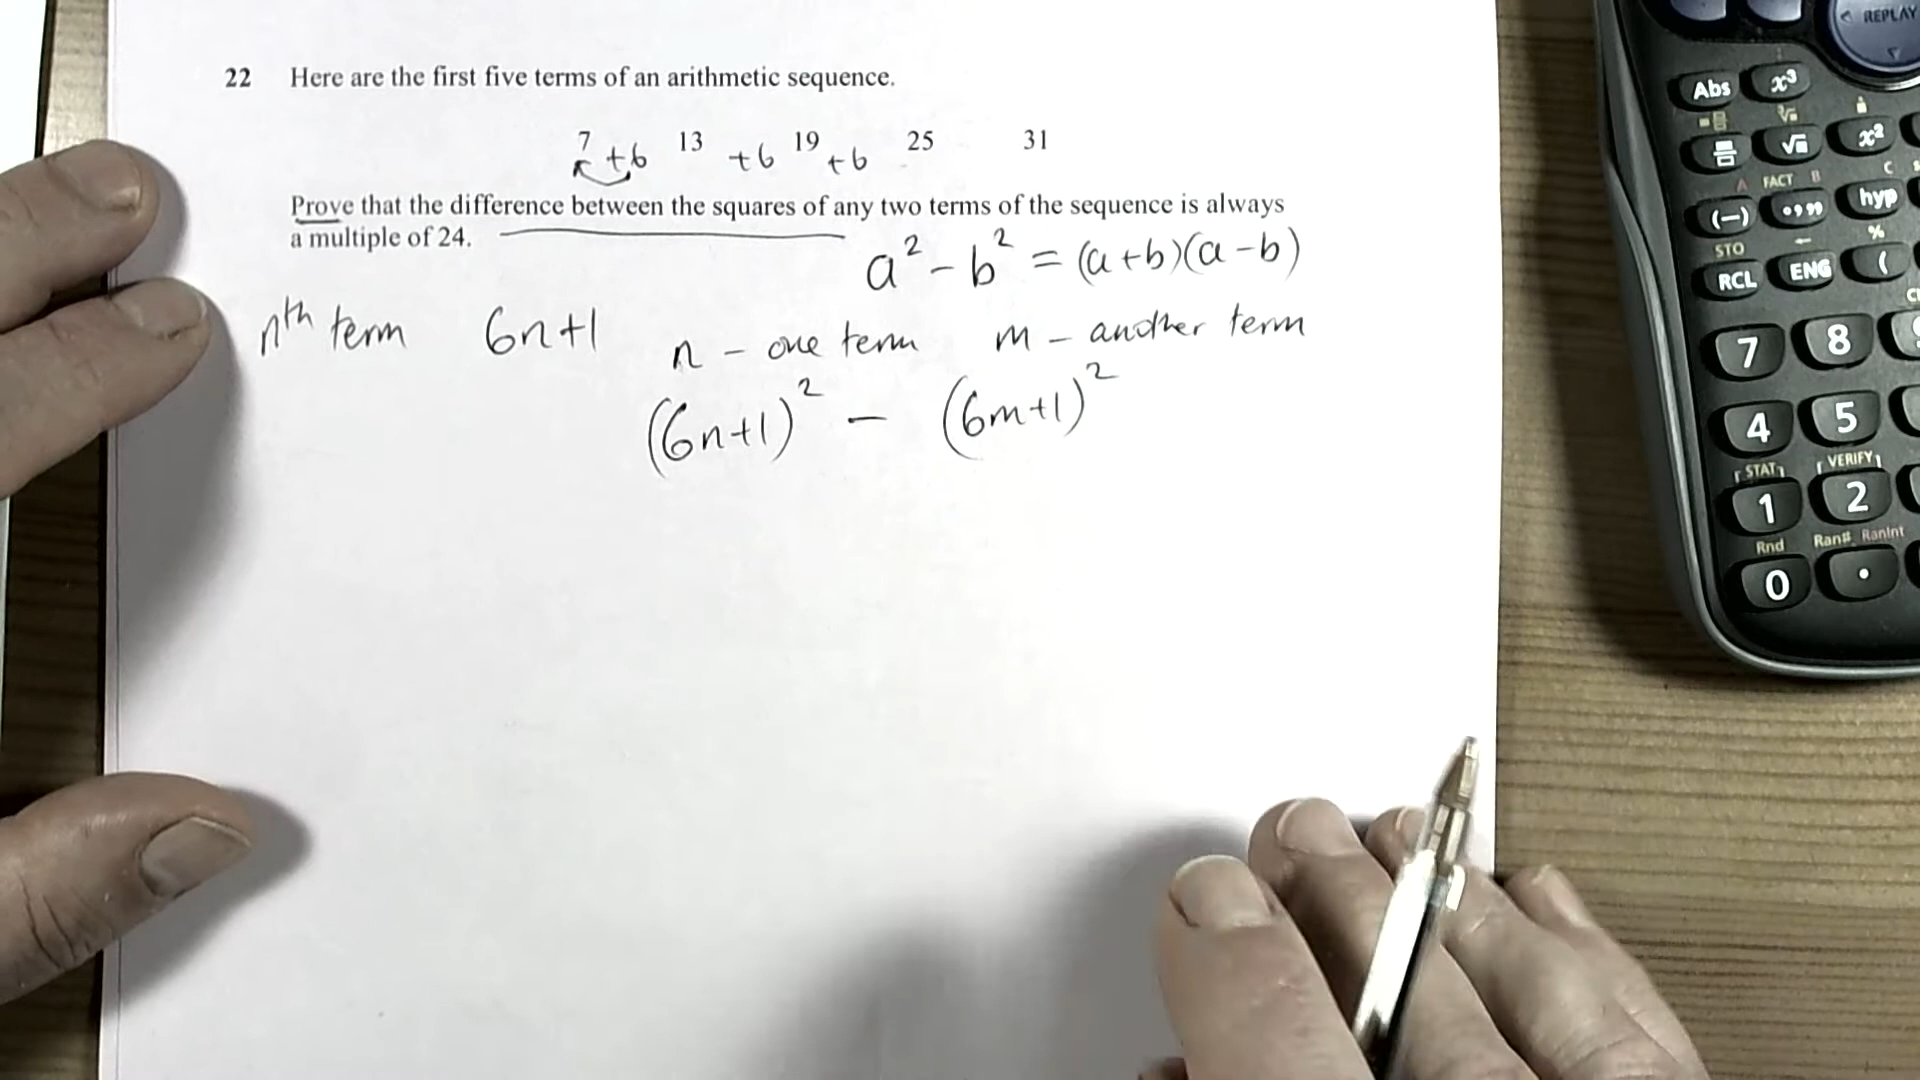 22 Here are the first five terms of an arithmetic sequence.
7 13 19 25 31
+6 +6 +6
Prove that the difference between the squares of any two terms of the sequence is always
a multiple of 24.
a² - b² = (a+b)(a-b)
nth term 6n+1 n - one term m - another term
(6n+1)² - (6m+1)²
REPLAY
Abs x³
√ x²
A FACT B C
(−) °'" hyp
STO ← %
RCL ENG (
7 8
4 5
STAT VERIFY
1 2
Rnd Ran# RanInt
0 •